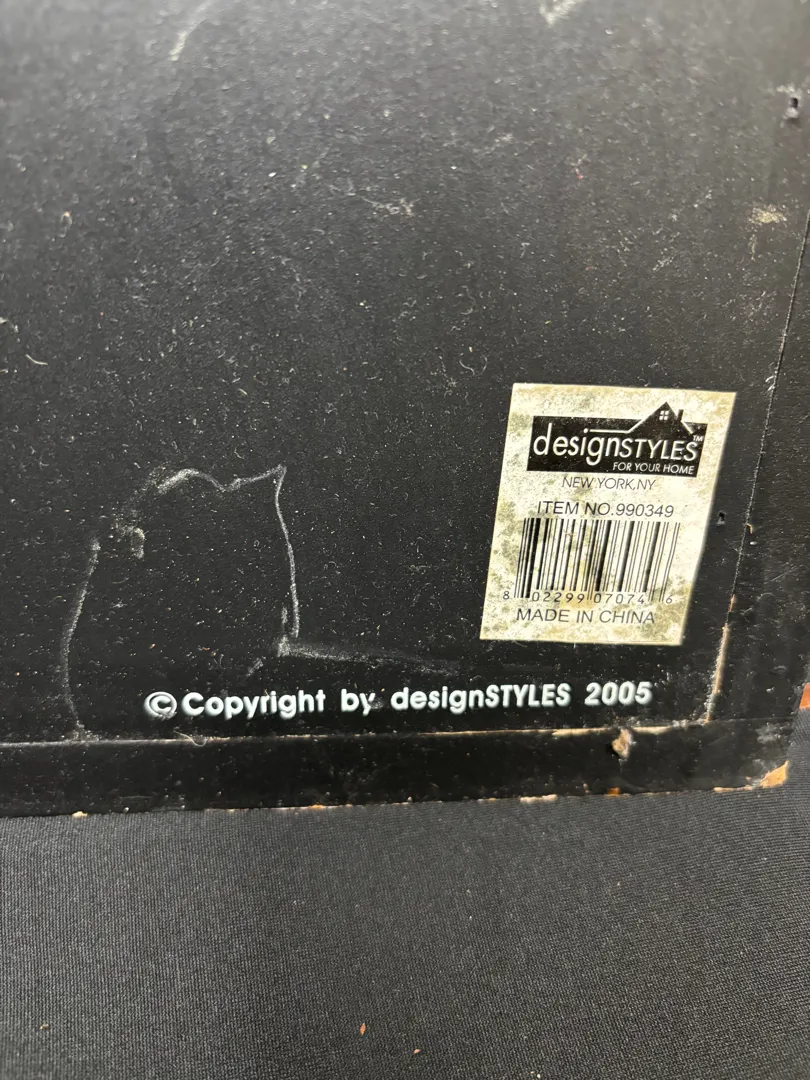 designSTYLES™
FOR YOUR HOME
NEW YORK,NY
ITEM NO.990349
8 02299 07074 6
MADE IN CHINA
©Copyright by designSTYLES 2005